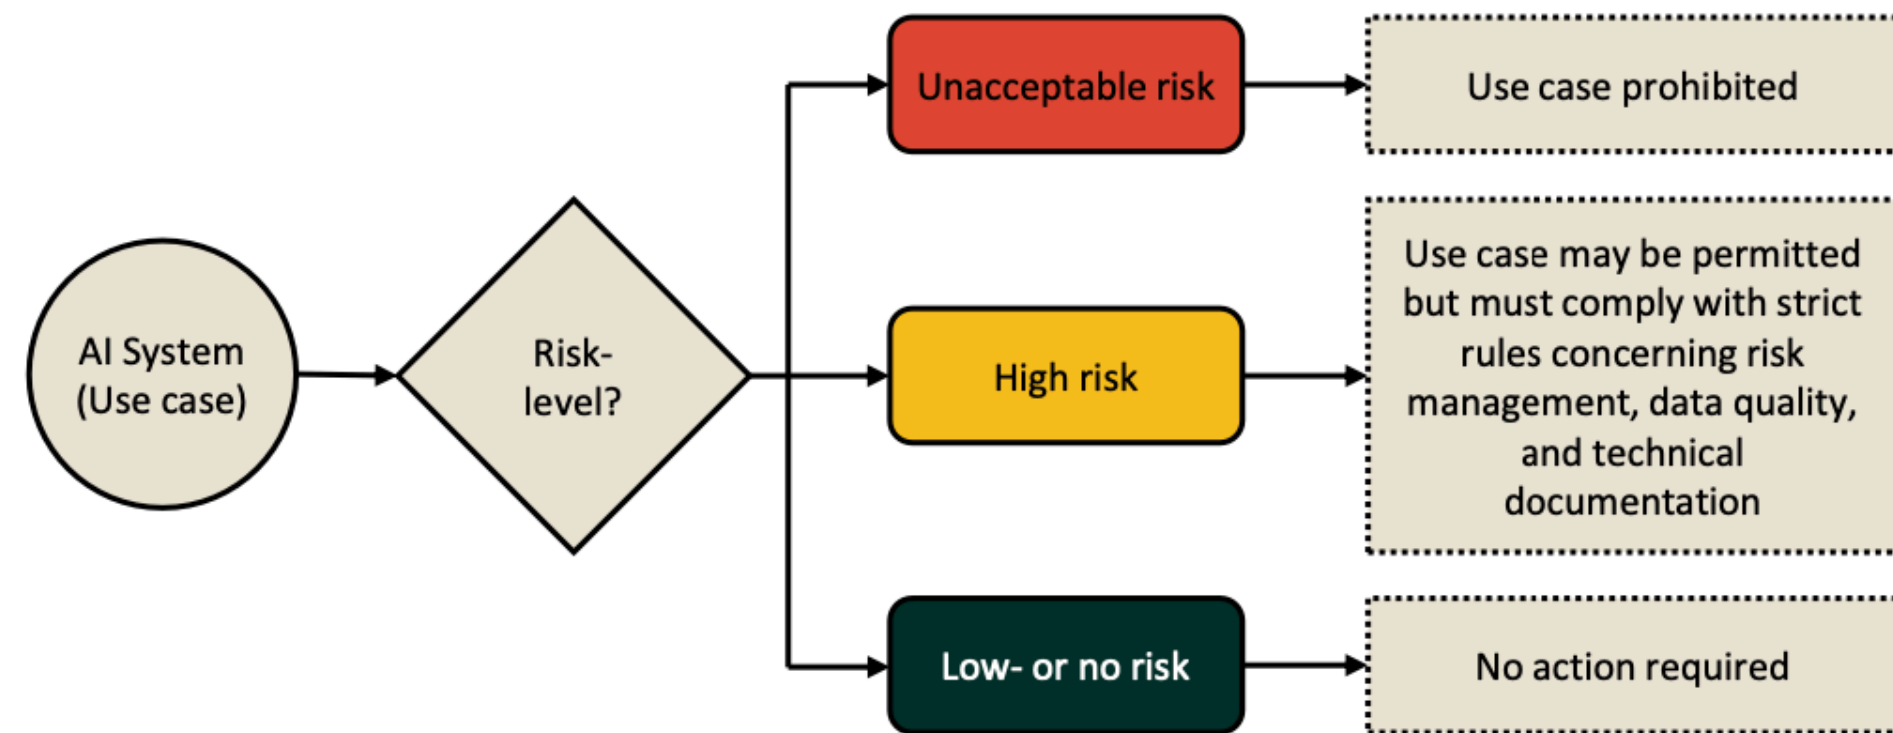 AI System
(Use case)
Risk-
level?
Unacceptable risk
Use case prohibited
High risk
Use case may be permitted
but must comply with strict
rules concerning risk
management, data quality,
and technical
documentation
Low- or no risk
No action required